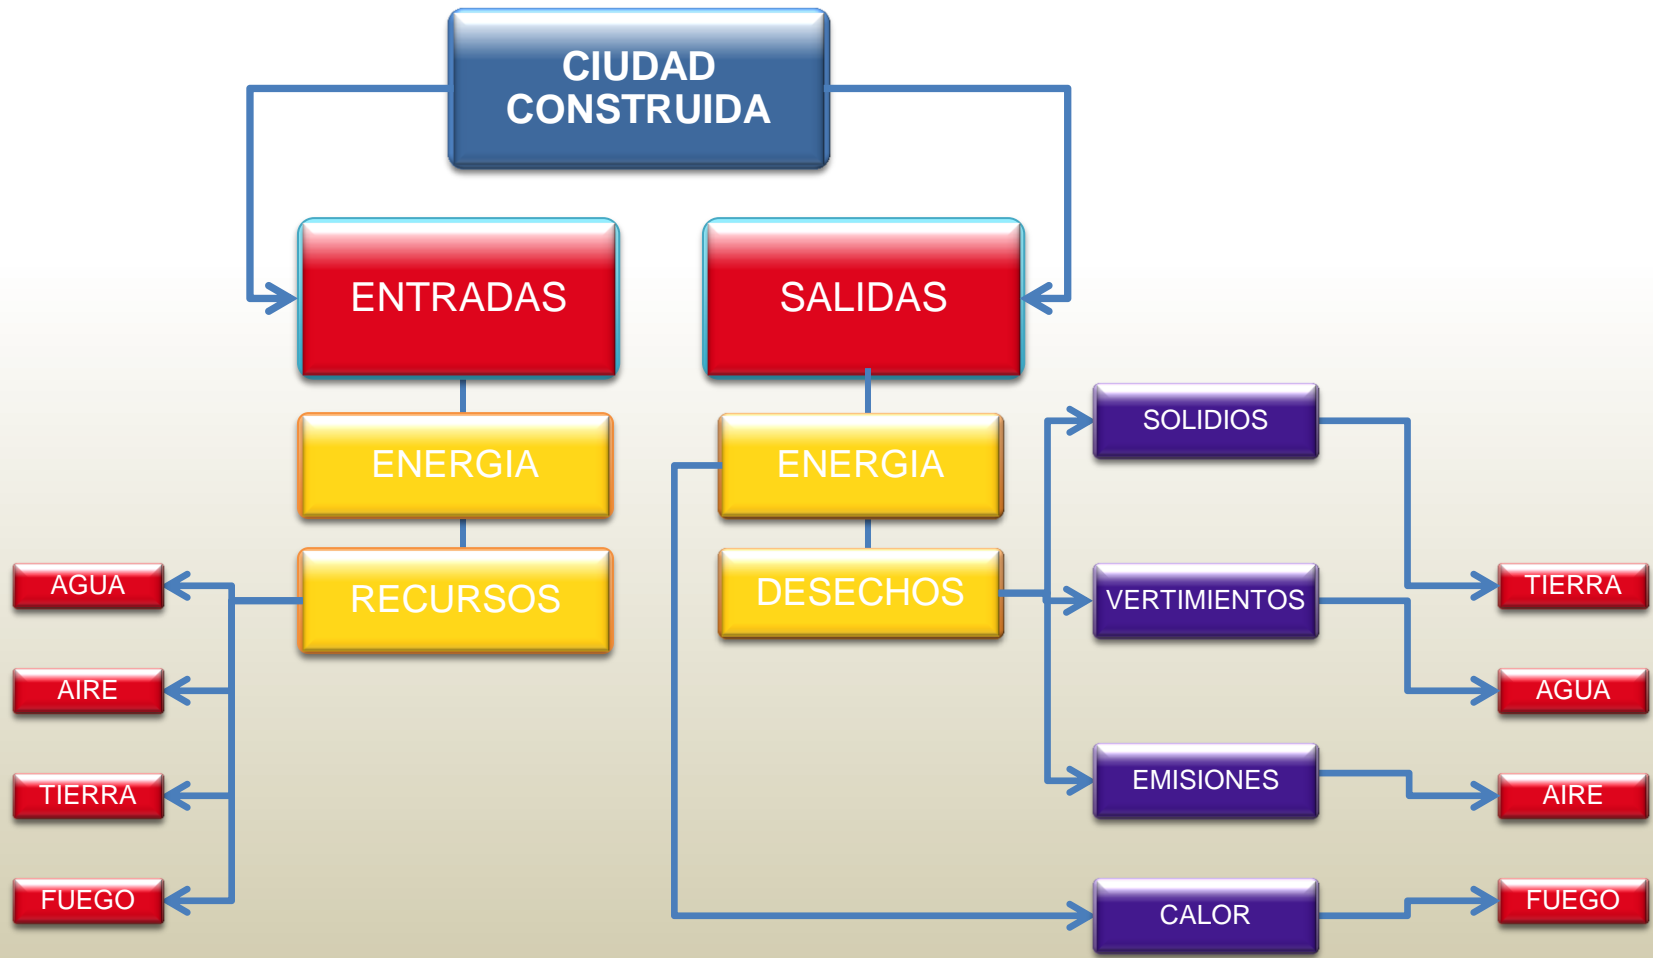 CIUDAD
CONSTRUIDA
ENTRADAS
SALIDAS
ENERGIA
RECURSOS
AGUA
AIRE
TIERRA
FUEGO
ENERGIA
DESECHOS
SOLIDIOS
VERTIMIENTOS
EMISIONES
CALOR
TIERRA
AGUA
AIRE
FUEGO